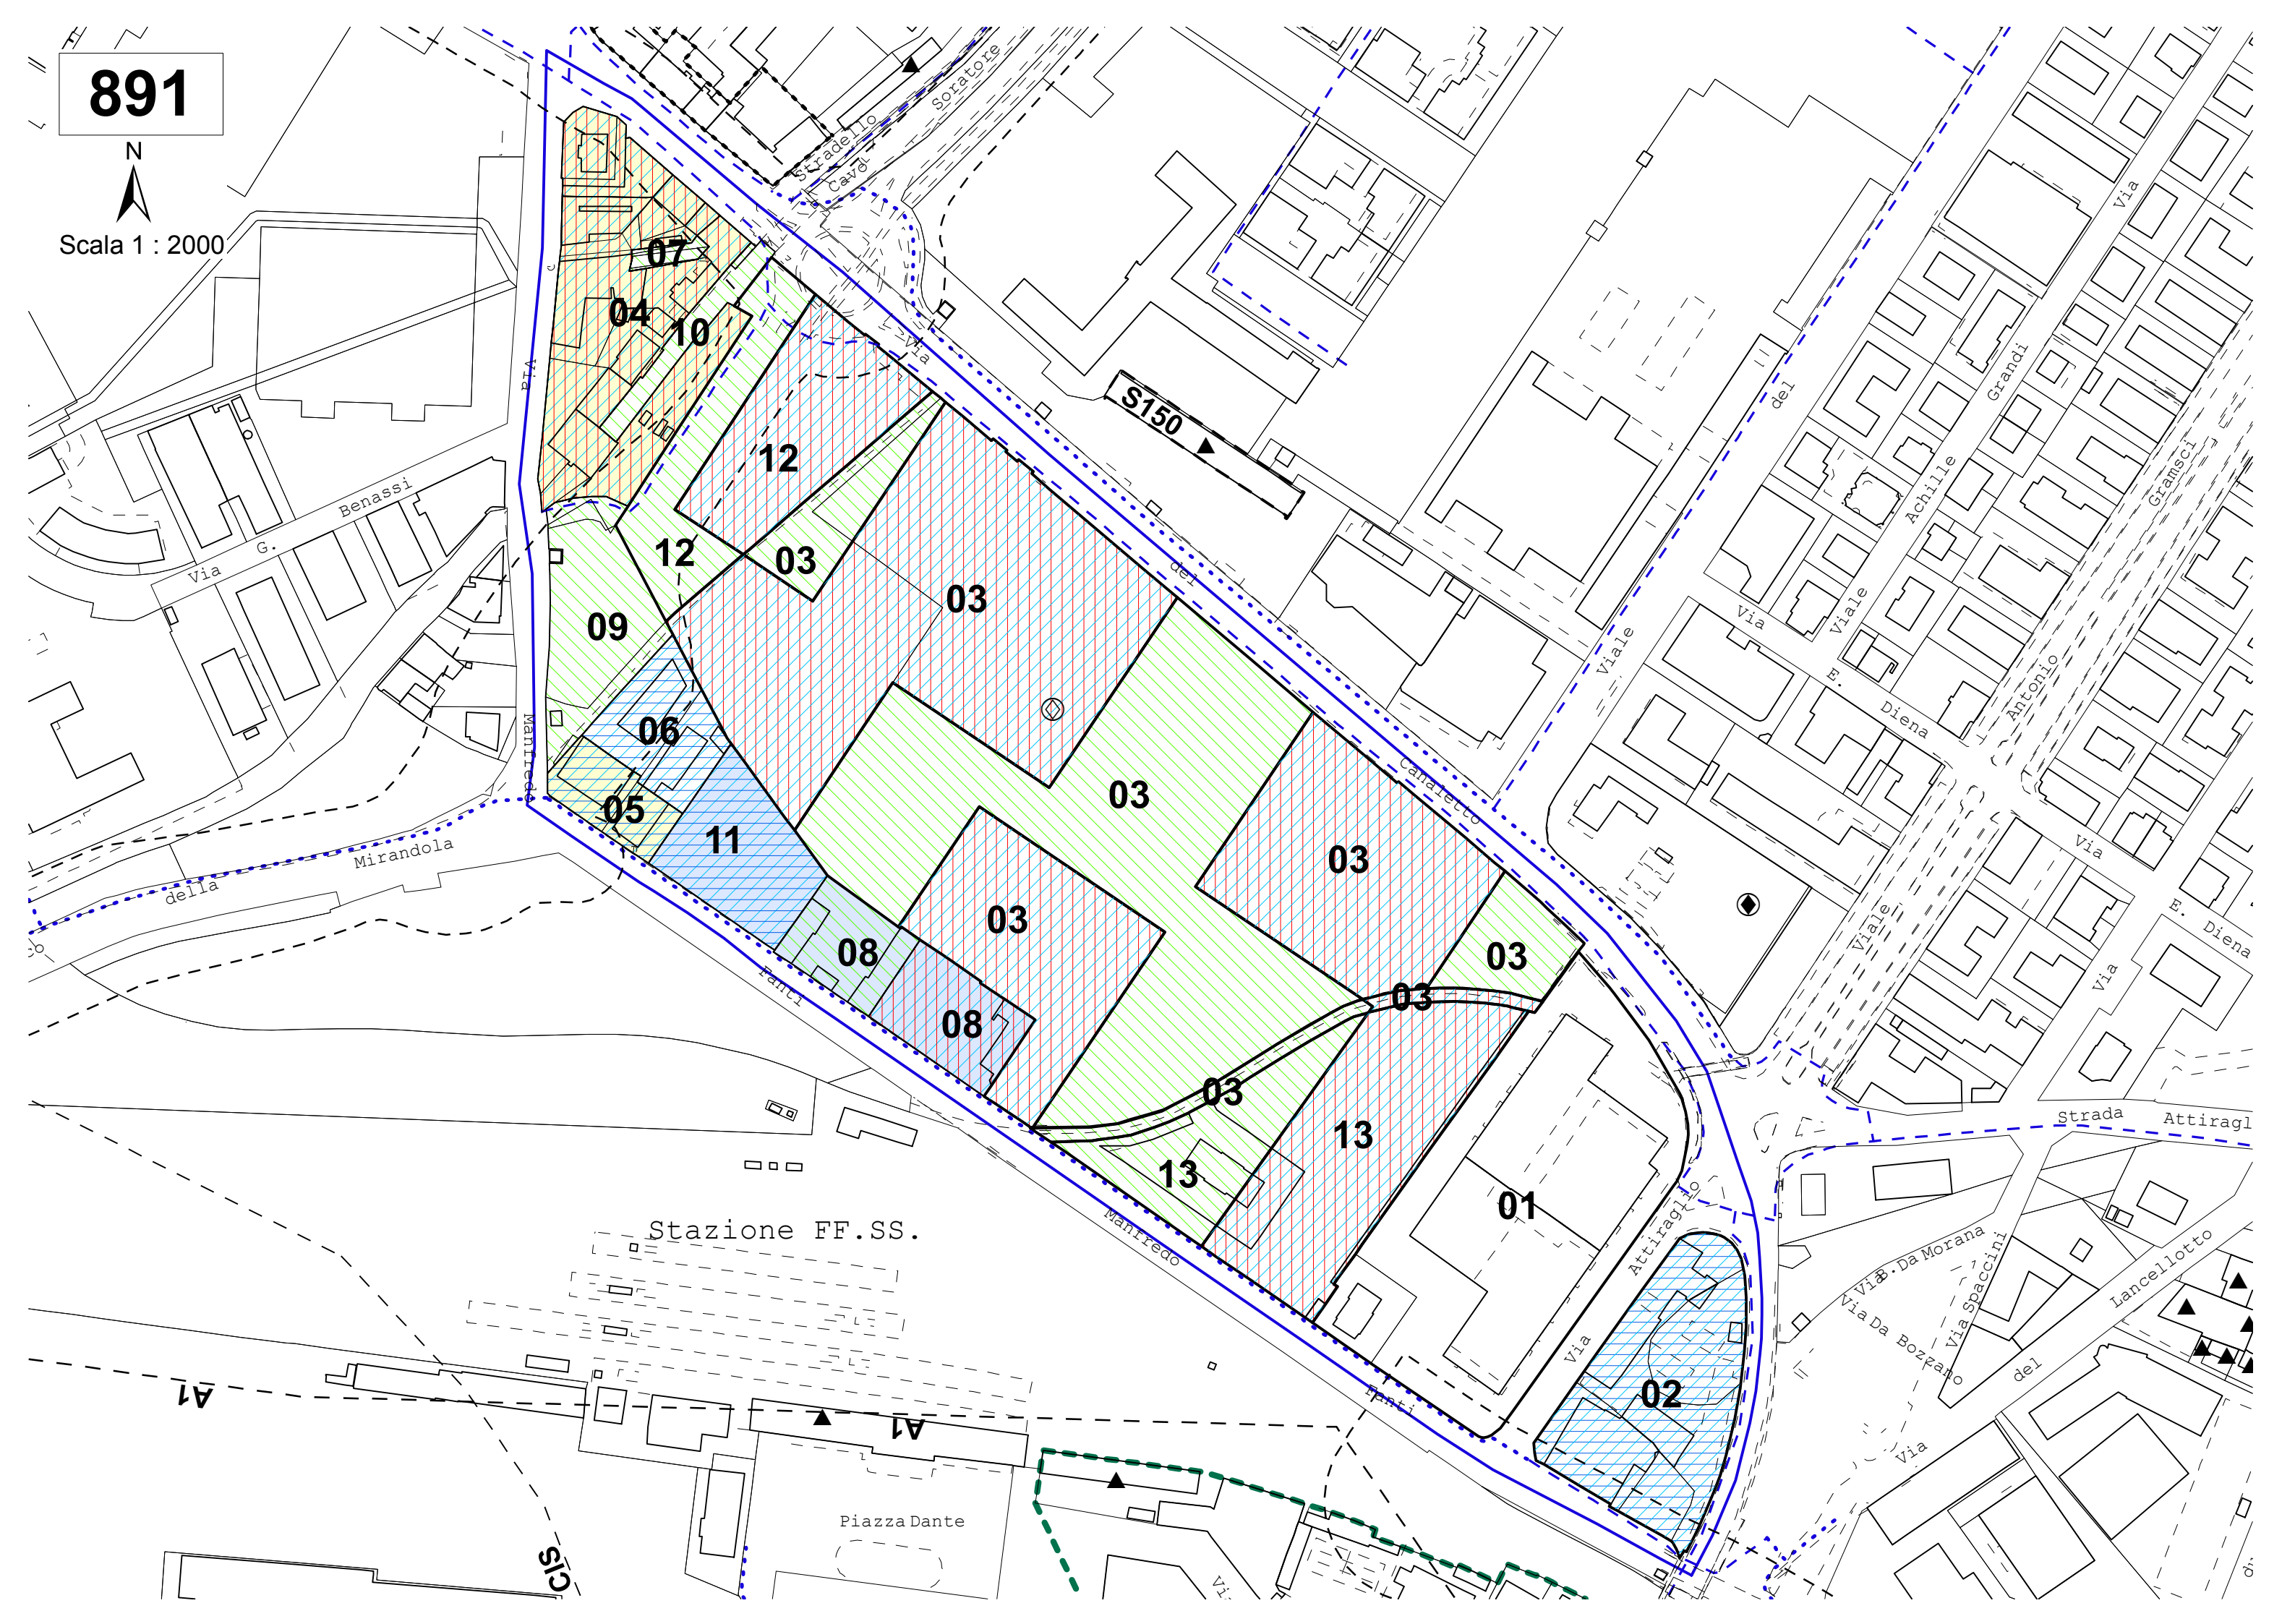 891
N
Scala 1 : 2000
Stradello
Soratore
Cavo
07
04
10
Via
Via
12
S150
del
Via
Grandi
Achille
Viale
Gramsci
Antonio
Via G. Benassi
12
03
03
del
Viale
Via E. Diena
09
06
05
11
Manfredo
03
Canaletto
03
Via E. Diena
della Mirandola
03
08
08
Fanti
03
03
Viale
Via
03
13
13
01
Strada Attiragl
Stazione FF.SS.
Manfredo
Attiraglio
Via
02
Via B. Da Morana
Via Spaccini
Via Da Bozzano
Via del Lancellotto
A1
A1
Fanti
Piazza Dante
CIS